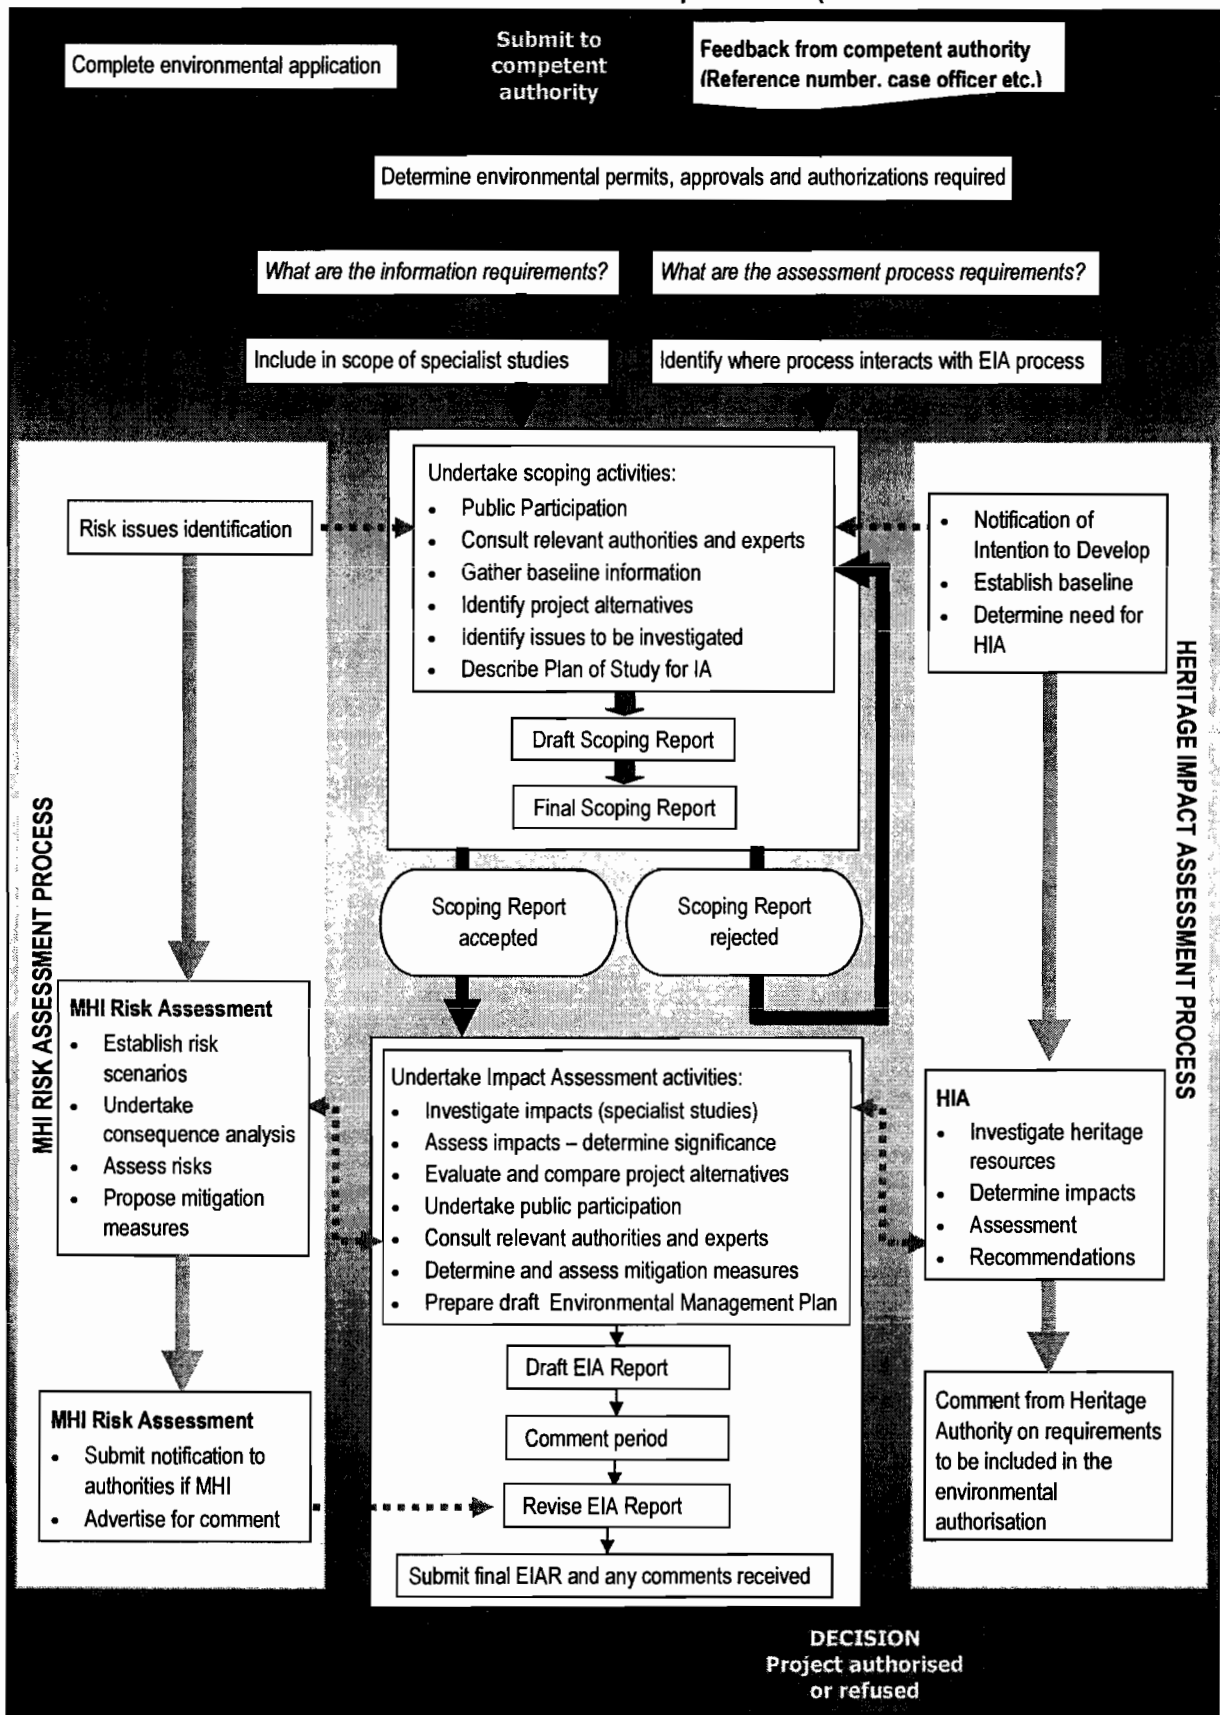 Complete environmental application
Submit to
competent
authority
Feedback from competent authority
(Reference number. case officer etc.)
Determine environmental permits, approvals and authorizations required
What are the information requirements?
What are the assessment process requirements?
Include in scope of specialist studies
Identify where process interacts with EIA process
MHI RISK ASSESSMENT PROCESS
Risk issues identification
Undertake scoping activities:
• Public Participation
• Consult relevant authorities and experts
• Gather baseline information
• Identify project alternatives
• Identify issues to be investigated
• Describe Plan of Study for IA
Draft Scoping Report
Final Scoping Report
• Notification of
Intention to Develop
• Establish baseline
• Determine need for
HIA
HERITAGE IMPACT ASSESSMENT PROCESS
Scoping Report
accepted
Scoping Report
rejected
MHI Risk Assessment
• Establish risk
scenarios
• Undertake
consequence analysis
• Assess risks
• Propose mitigation
measures
Undertake Impact Assessment activities:
• Investigate impacts (specialist studies)
• Assess impacts – determine significance
• Evaluate and compare project alternatives
• Undertake public participation
• Consult relevant authorities and experts
• Determine and assess mitigation measures
• Prepare draft Environmental Management Plan
HIA
• Investigate heritage
resources
• Determine impacts
• Assessment
• Recommendations
Draft EIA Report
Comment period
Revise EIA Report
Submit final EIAR and any comments received
MHI Risk Assessment
• Submit notification to
authorities if MHI
• Advertise for comment
Comment from Heritage
Authority on requirements
to be included in the
environmental
authorisation
DECISION
Project authorised
or refused